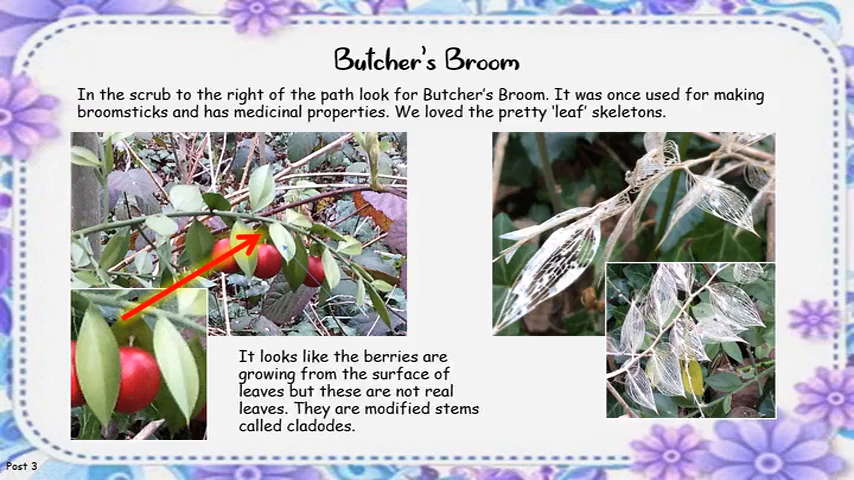 Butcher's Broom
In the scrub to the right of the path look for Butcher's Broom. It was once used for making
broomsticks and has medicinal properties. We loved the pretty 'leaf' skeletons.
It looks like the berries are
growing from the surface of
leaves but these are not real
leaves. They are modified stems
called cladodes.
Post 3